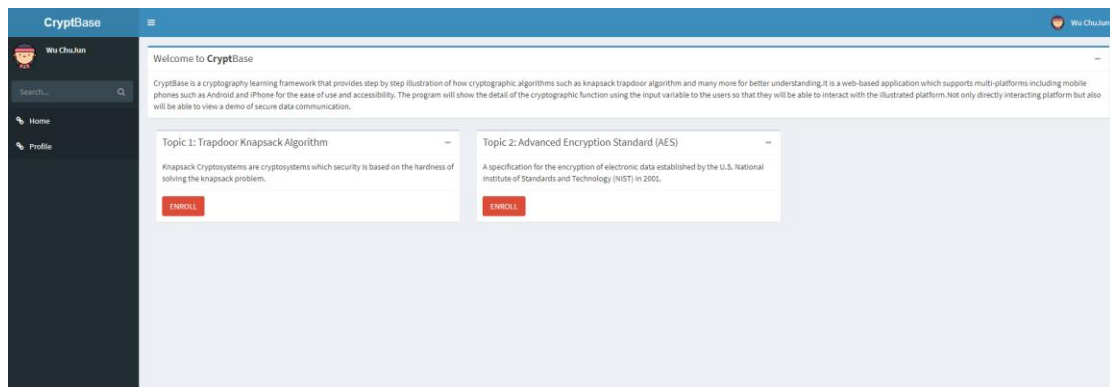 CryptBase
Wu ChuJun
Wu ChuJun
Search...
Home
Profile
Welcome to CryptBase
CryptBase is a cryptography learning framework that provides step by step illustration of how cryptographic algorithms such as knapsack trapdoor algorithm and many more for better understanding.It is a web-based application which supports multi-platforms including mobile
phones such as Android and iPhone for the ease of use and accessibility. The program will show the detail of the cryptographic function using the input variable to the users so that they will be able to interact with the illustrated platform.Not only directly interacting platform but also
will be able to view a demo of secure data communication.
Topic 1: Trapdoor Knapsack Algorithm
Knapsack Cryptosystems are cryptosystems which security is based on the hardness of
solving the knapsack problem.
ENROLL
Topic 2: Advanced Encryption Standard (AES)
A specification for the encryption of electronic data established by the U.S. National
Institute of Standards and Technology (NIST) in 2001.
ENROLL